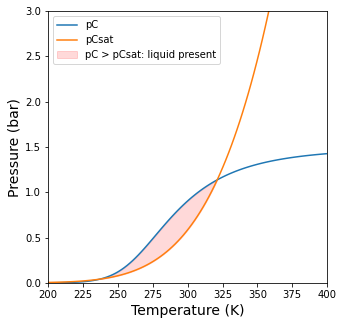 pC
pCsat
pC > pCsat: liquid present
3.0
2.5
2.0
1.5
1.0
0.5
0.0
Pressure (bar)
200 225 250 275 300 325 350 375 400
Temperature (K)